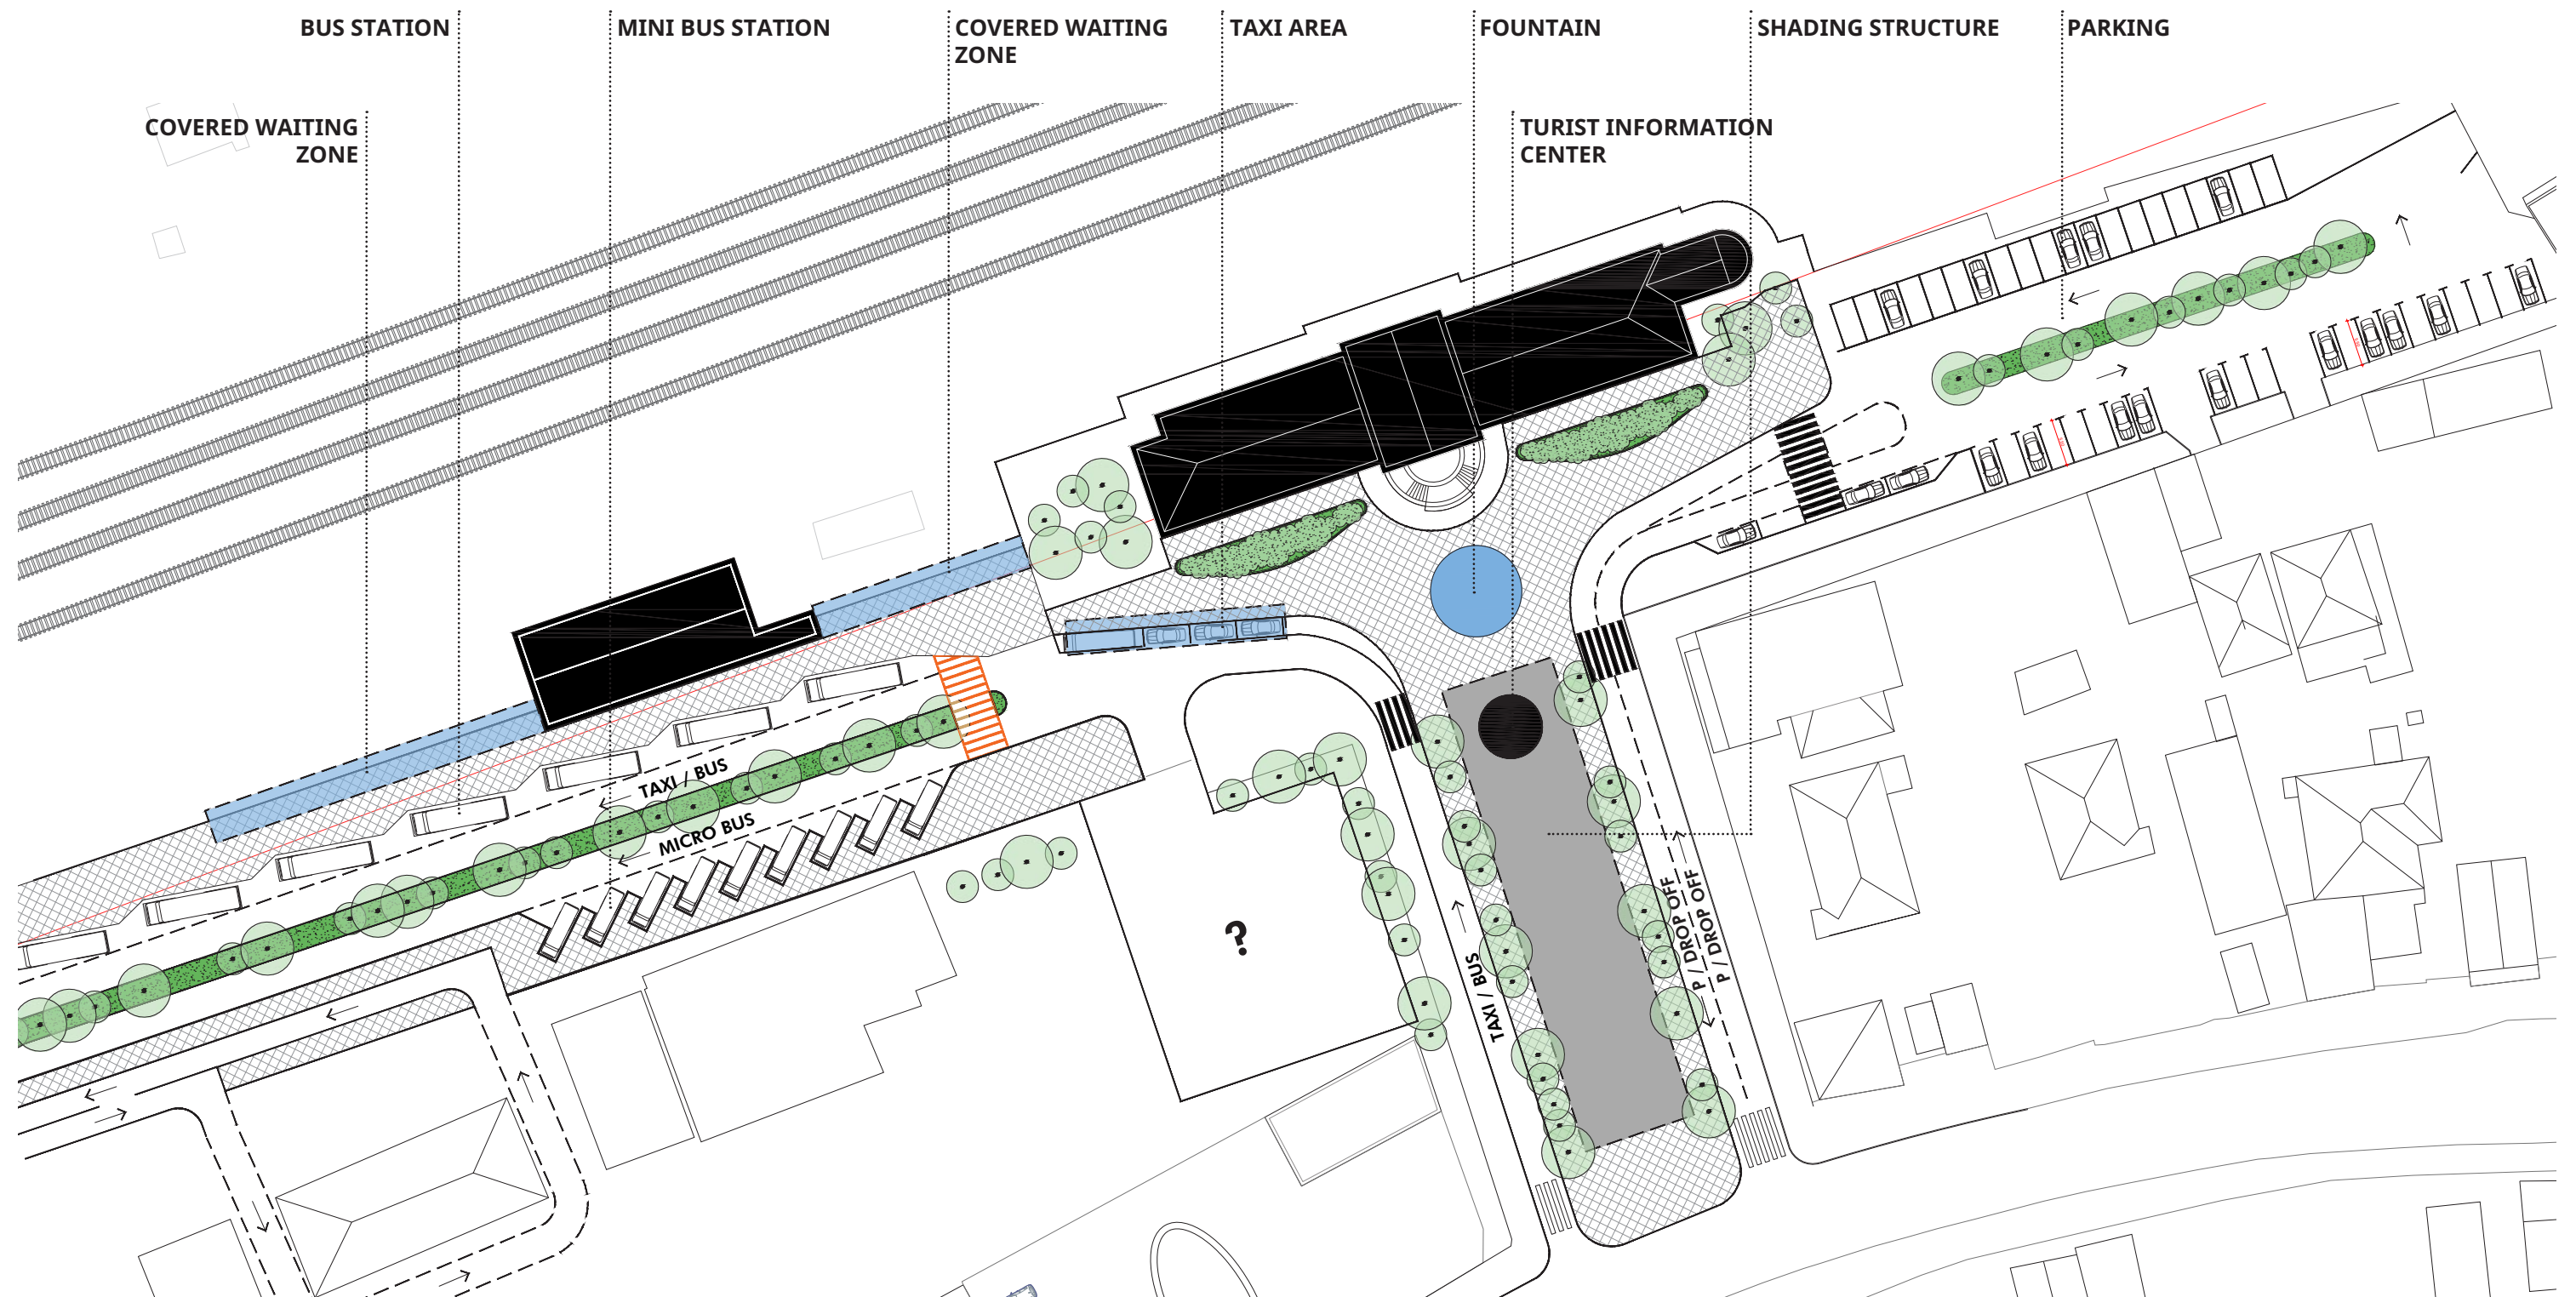 BUS STATION
MINI BUS STATION
COVERED WAITING
ZONE
TAXI AREA
FOUNTAIN
SHADING STRUCTURE
PARKING
COVERED WAITING
ZONE
TURIST INFORMATION
CENTER
TAXI / BUS
MICRO BUS
?
TAXI / BUS
P / DROP OFF
P / DROP OFF